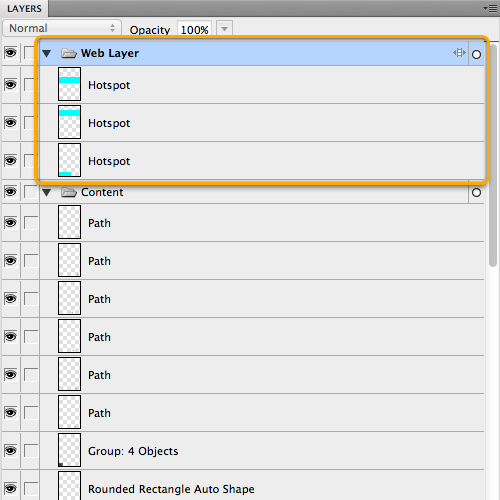 LAYERS
Normal Opacity 100%
Web Layer
Hotspot
Hotspot
Hotspot
Content
Path
Path
Path
Path
Path
Path
Group: 4 Objects
Rounded Rectangle Auto Shape